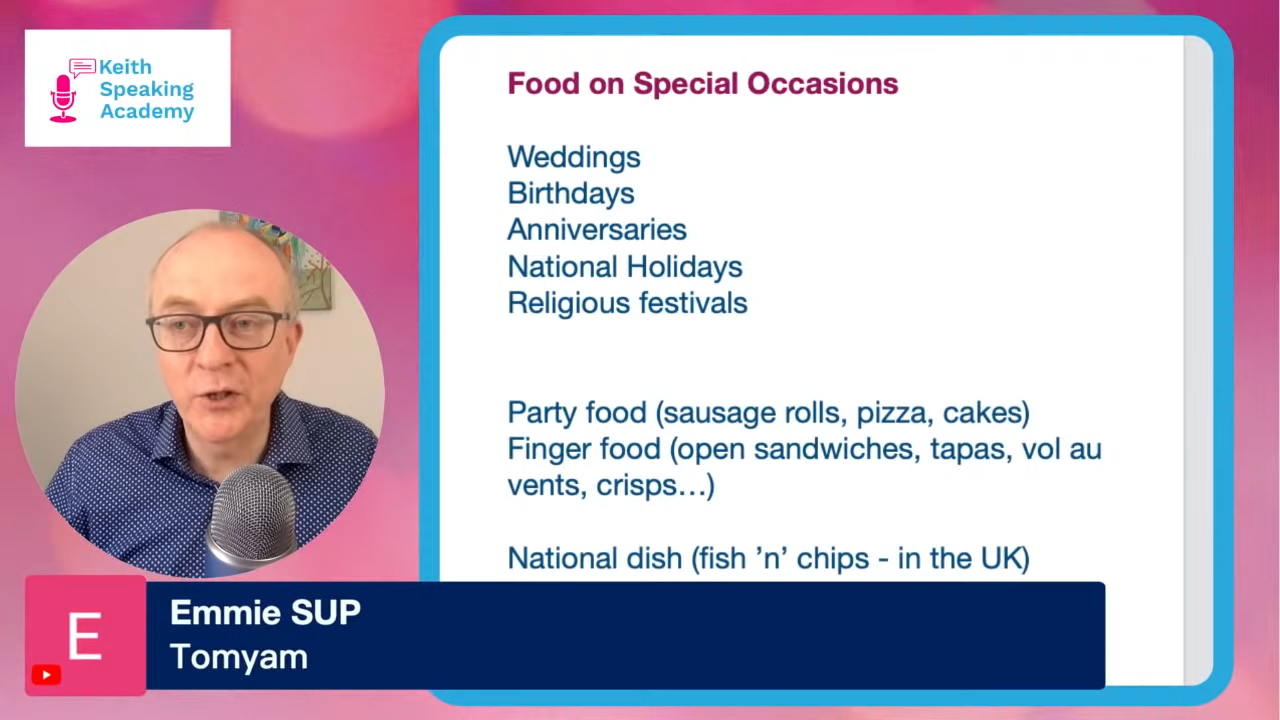 Keith
Speaking
Academy
Food on Special Occasions
Weddings
Birthdays
Anniversaries
National Holidays
Religious festivals
Party food (sausage rolls, pizza, cakes)
Finger food (open sandwiches, tapas, vol au
vents, crisps...)
National dish (fish ’n’ chips - in the UK)
E
Emmie SUP
Tomyam